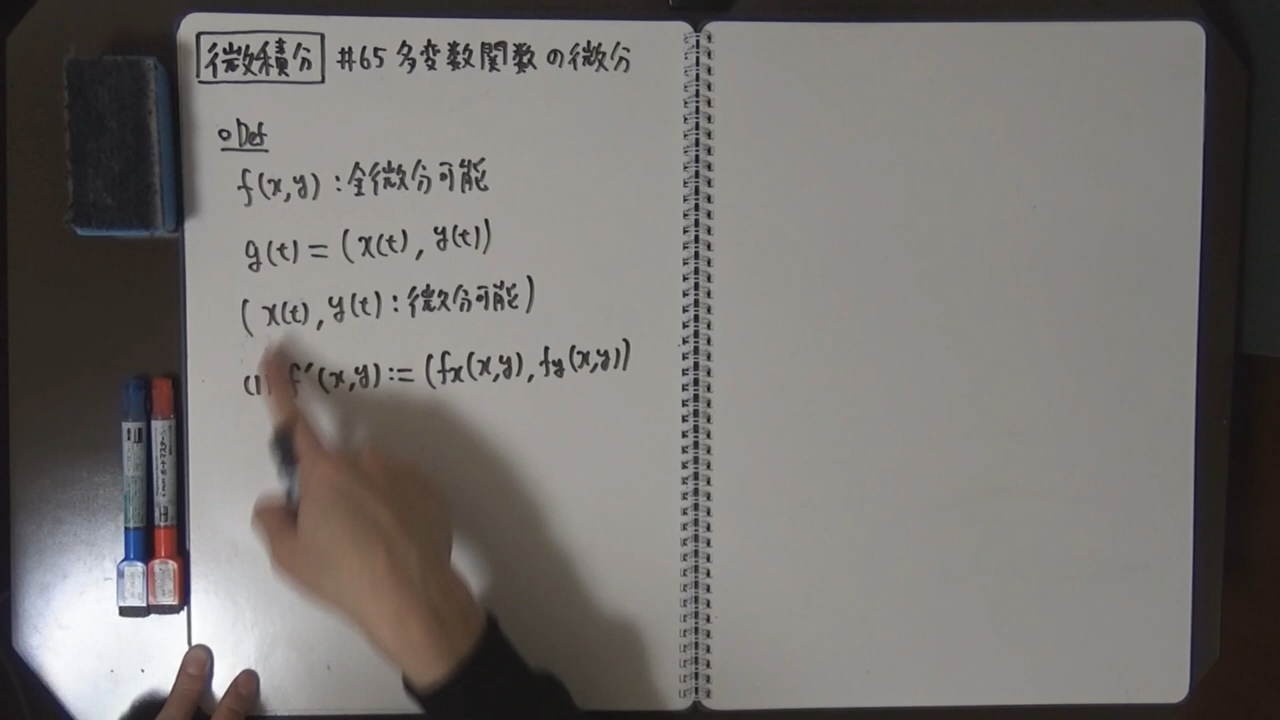 微積分 #65 多変数関数の微分
○Def
f(x,y) : 全微分可能
g(t) = (x(t), y(t))
(x(t), y(t) : 微分可能)
(1) f'(x,y) := (fx(x,y), fy(x,y))